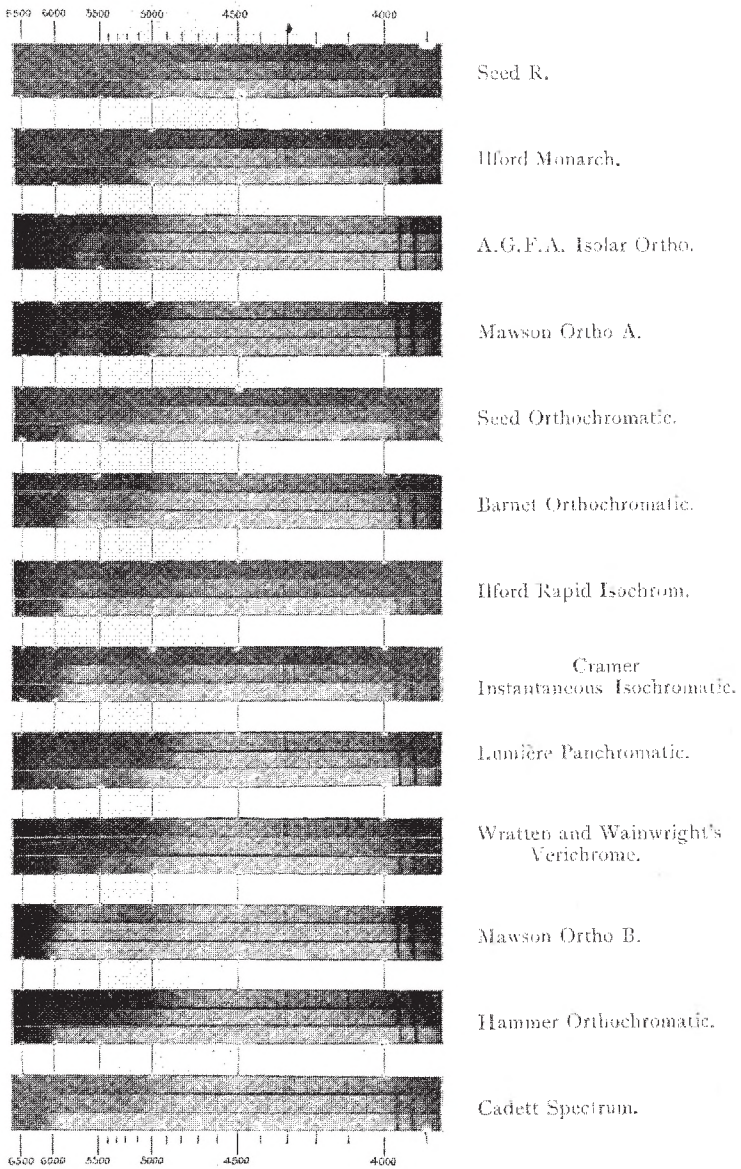 6500 6000 5500 5000 4500 4000
Seed R.
Ilford Monarch.
A.G.F.A. Isolar Ortho.
Mawson Ortho A.
Seed Orthochromatic.
Barnet Orthochromatic.
Ilford Rapid Isochrom.
Cramer
Instantaneous Isochromatic.
Lumière Panchromatic.
Wratten and Wainwright's
Verichrome.
Mawson Ortho B.
Hammer Orthochromatic.
Cadett Spectrum.
6500 6000 5500 5000 4500 4000